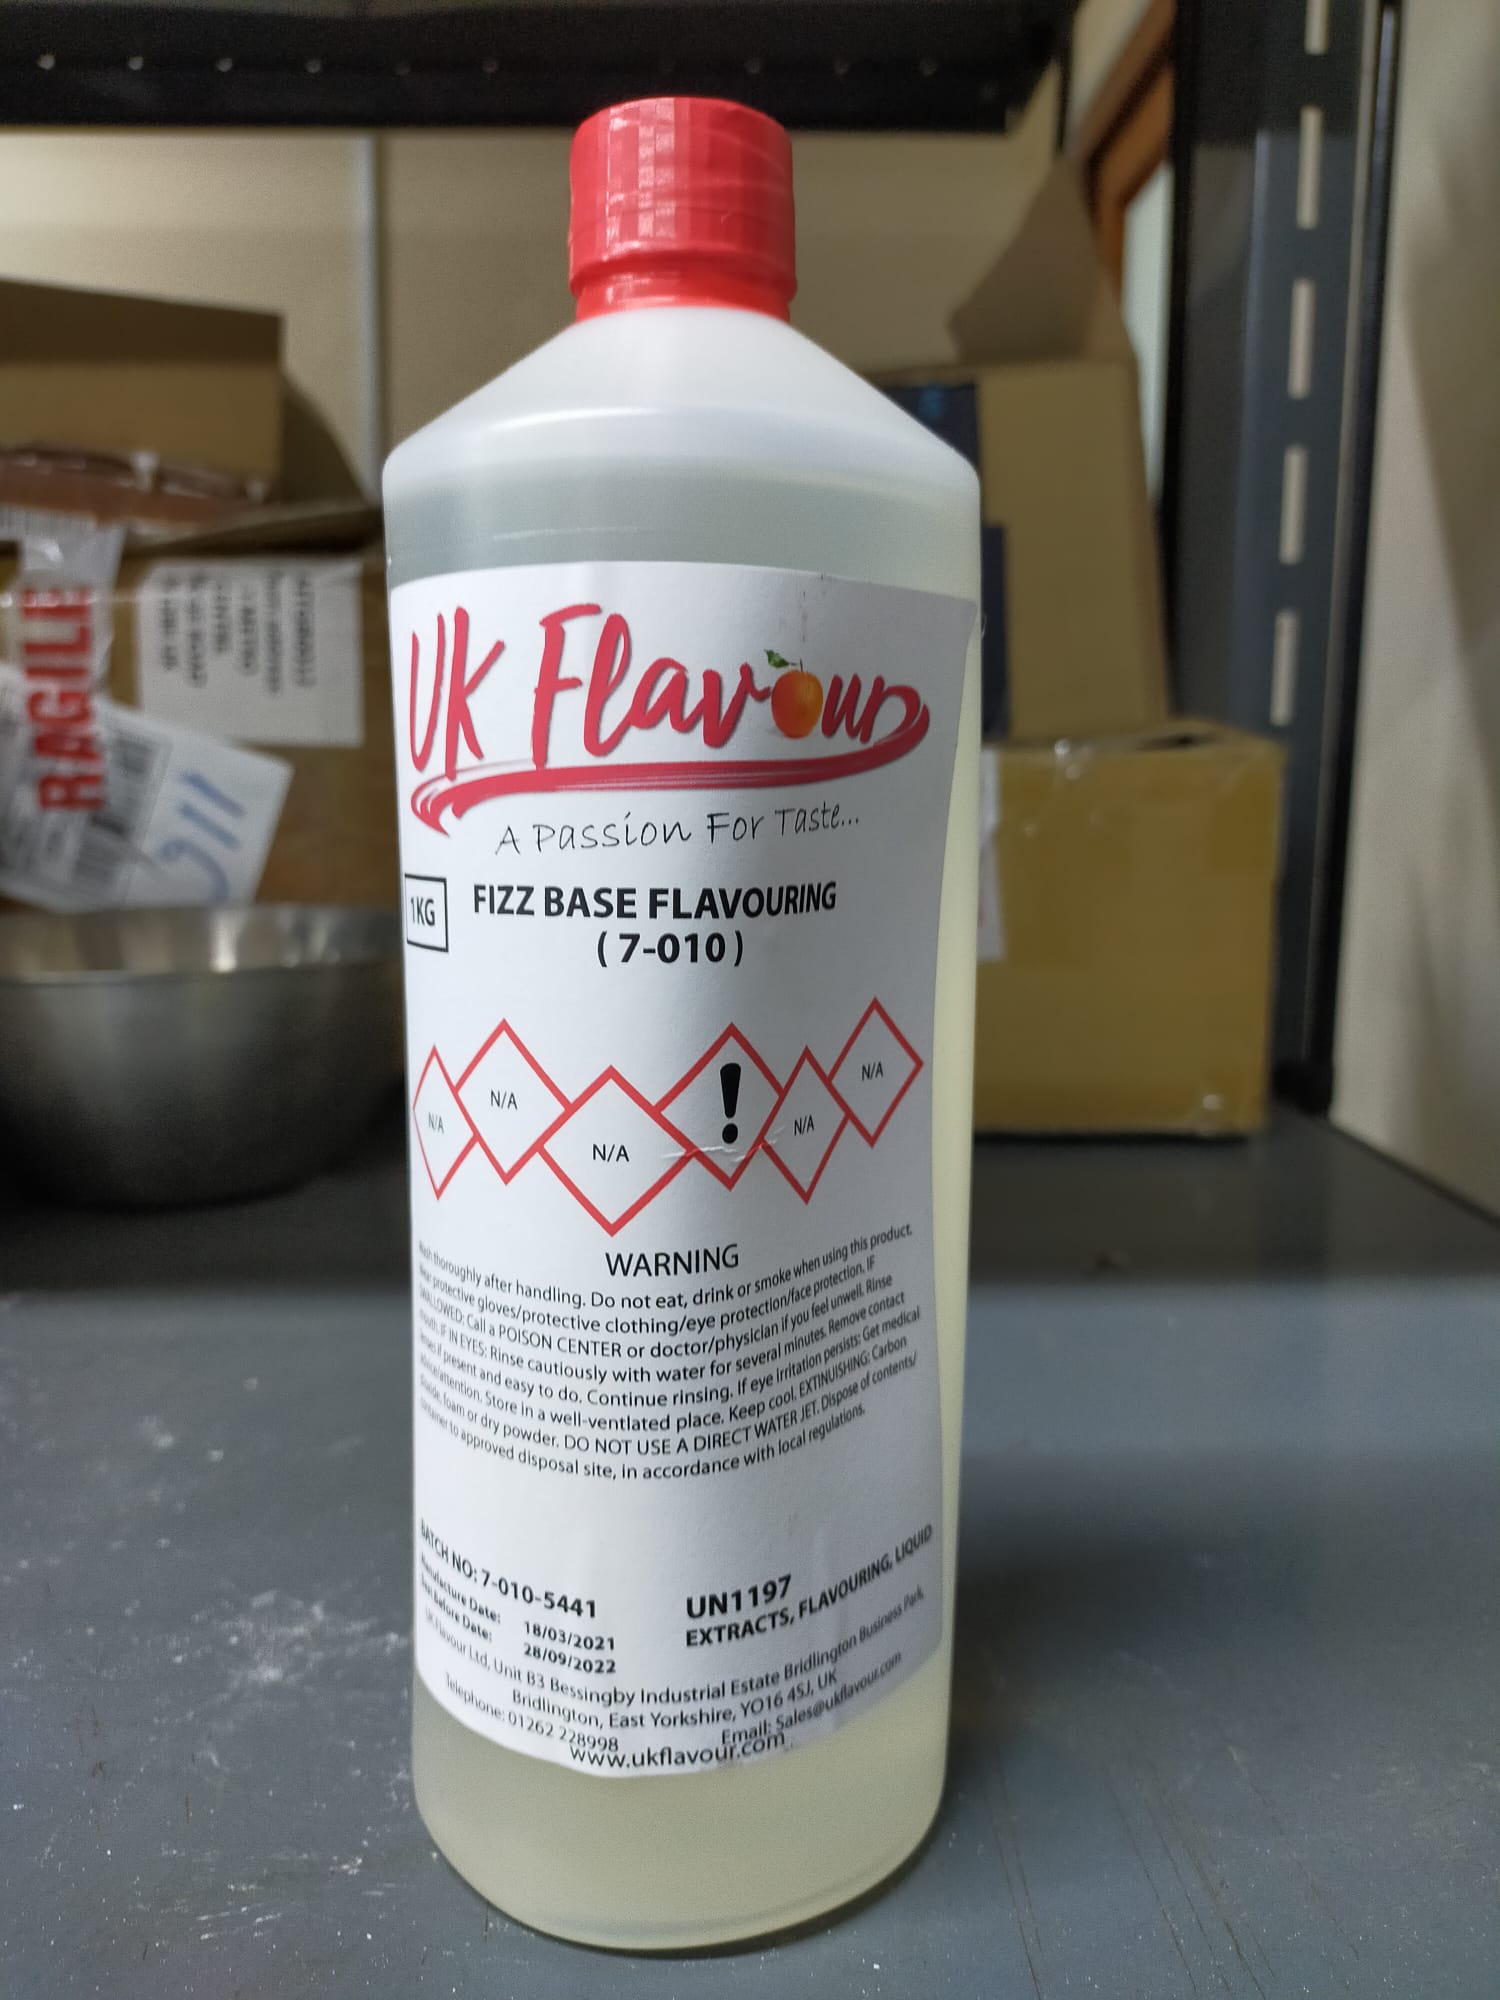 UK Flavour
A Passion For Taste...
1KG
FIZZ BASE FLAVOURING
( 7-010 )
N/A
N/A
N/A
!
N/A
N/A
WARNING
thoroughly after handling. Do not eat, drink or smoke when using this product.
protective gloves/protective clothing/eye protection/face protection. IF
SWALLOWED: Call a POISON CENTER or doctor/physician if you feel unwell. Rinse
mouth. IF IN EYES: Rinse cautiously with water for several minutes. Remove contact
if present and easy to do. Continue rinsing. If eye irritation persists: Get medical
advice/attention. Store in a well-ventlated place. Keep cool. EXTINUISHING: Carbon
dioxide, foam or dry powder. DO NOT USE A DIRECT WATER JET. Dispose of contents/
container to approved disposal site, in accordance with local regulations.
BATCH NO: 7-010-5441
Manufacture Date: 18/03/2021
Best Before Date: 28/09/2022
UN1197
EXTRACTS, FLAVOURING, LIQUID
UK Flavour Ltd, Unit B3 Bessingby Industrial Estate Bridlington Business Park,
Bridlington, East Yorkshire, YO16 4SJ, UK
Telephone: 01262 228998 Email: Sales@ukflavour.com
www.ukflavour.com
FRAGILE